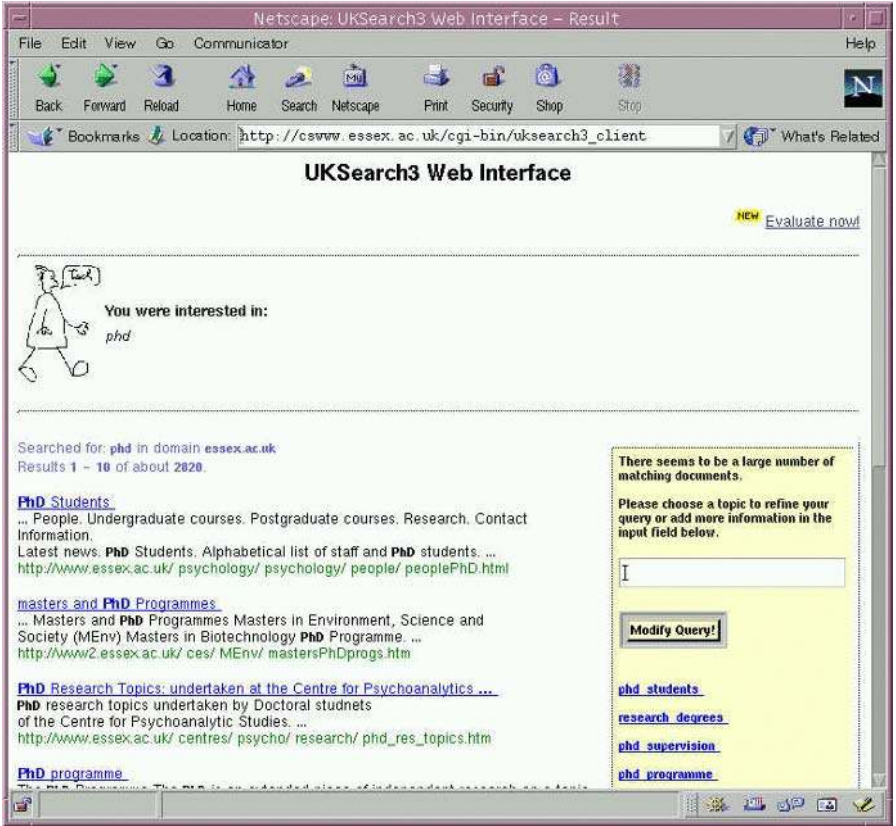 Netscape: UKSearch3 Web Interface – Result
File Edit View Go Communicator Help
Back Forward Reload Home Search Netscape Print Security Shop Stop
My
N
Bookmarks Location: http://cswww.essex.ac.uk/cgi-bin/uksearch3_client What's Related
UKSearch3 Web Interface
NEW Evaluate now!
You were interested in:
phd
Searched for: phd in domain essex.ac.uk
Results 1 – 10 of about 2020.
PhD Students
... People. Undergraduate courses. Postgraduate courses. Research. Contact
Information.
Latest news. PhD Students. Alphabetical list of staff and PhD students. ...
http://www.essex.ac.uk/ psychology/ psychology/ people/ peoplePhD.html
masters and PhD Programmes
... Masters and PhD Programmes Masters in Environment, Science and
Society (MEnv) Masters in Biotechnology PhD Programme. ...
http://www2.essex.ac.uk/ ces/ MEnv/ mastersPhDprogs.htm
PhD Research Topics: undertaken at the Centre for Psychoanalytics ...
PhD research topics undertaken by Doctoral studnets
of the Centre for Psychoanalytic Studies. ...
http://www.essex.ac.uk/ centres/ psycho/ research/ phd_res_topics.htm
PhD programme
There seems to be a large number of
matching documents.
Please choose a topic to refine your
query or add more information in the
input field below.
Modify Query!
phd students
research degrees
phd supervision
phd programme